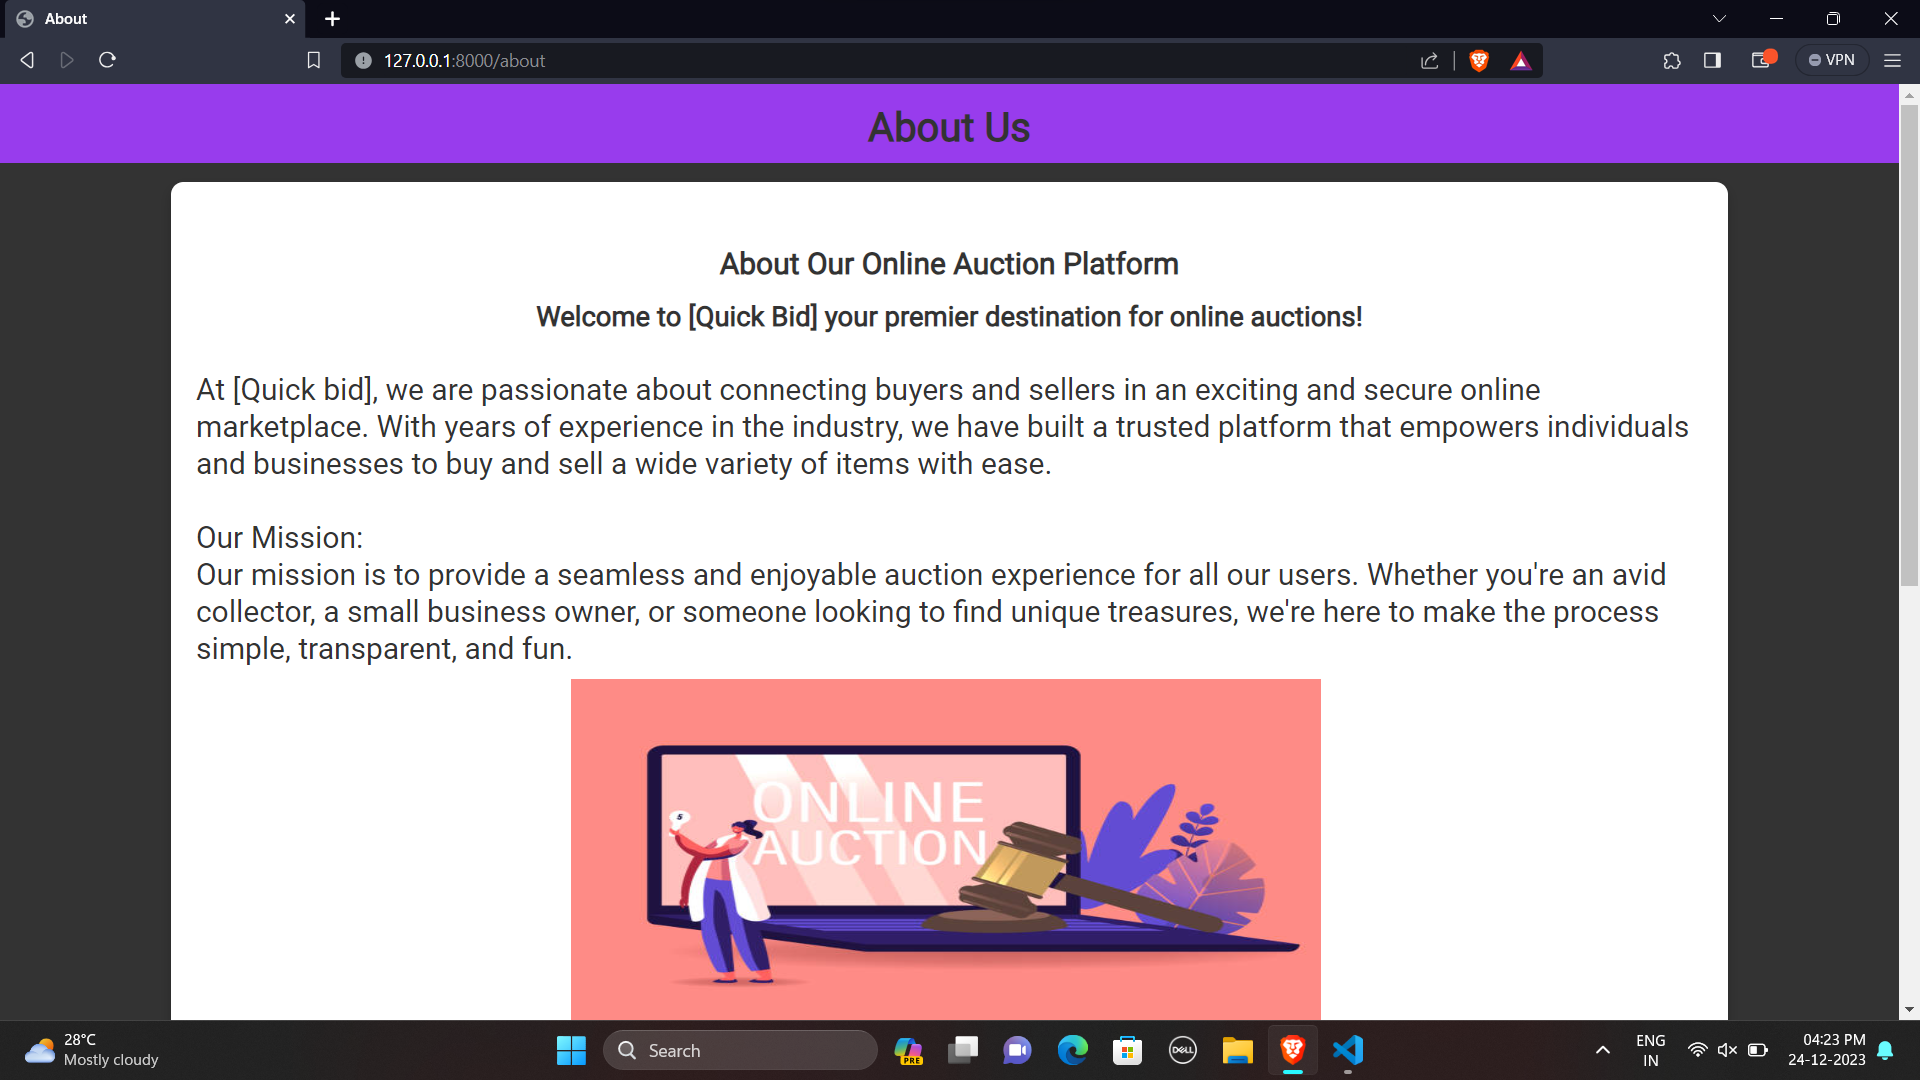 About
127.0.0.1:8000/about
VPN
About Us
About Our Online Auction Platform
Welcome to [Quick Bid] your premier destination for online auctions!
At [Quick bid], we are passionate about connecting buyers and sellers in an exciting and secure online
marketplace. With years of experience in the industry, we have built a trusted platform that empowers individuals
and businesses to buy and sell a wide variety of items with ease.
Our Mission:
Our mission is to provide a seamless and enjoyable auction experience for all our users. Whether you're an avid
collector, a small business owner, or someone looking to find unique treasures, we're here to make the process
simple, transparent, and fun.
ONLINE
AUCTION
5
28°C
Mostly cloudy
Search
PRE
DELL
ENG
IN
04:23 PM
24-12-2023